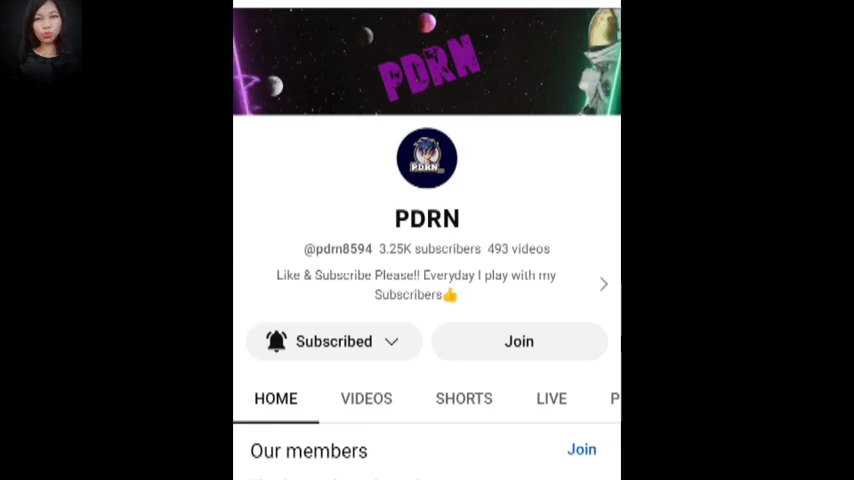 PDRN
PDRN
PDRN
@pdrn8594 3.25K subscribers 493 videos
Like & Subscribe Please!! Everyday I play with my
Subscribers👍
Subscribed Join
HOME VIDEOS SHORTS LIVE P
Our members Join